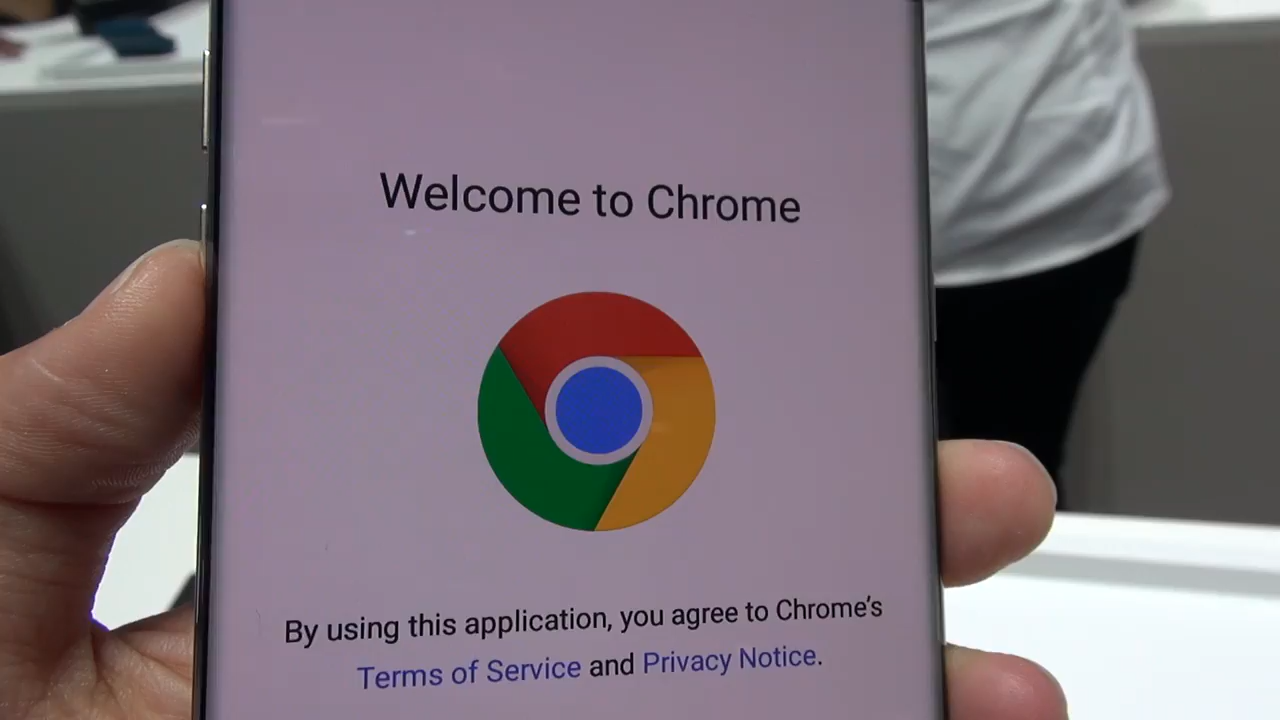 Welcome to Chrome
By using this application, you agree to Chrome’s
Terms of Service and Privacy Notice.